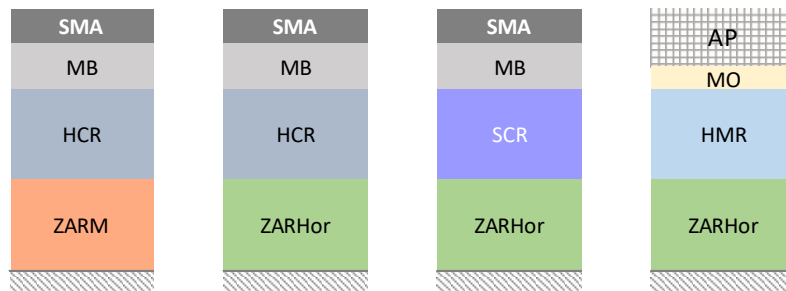 SMA
MB
HCR
ZARM
SMA
MB
HCR
ZARHor
SMA
MB
SCR
ZARHor
AP
MO
HMR
ZARHor